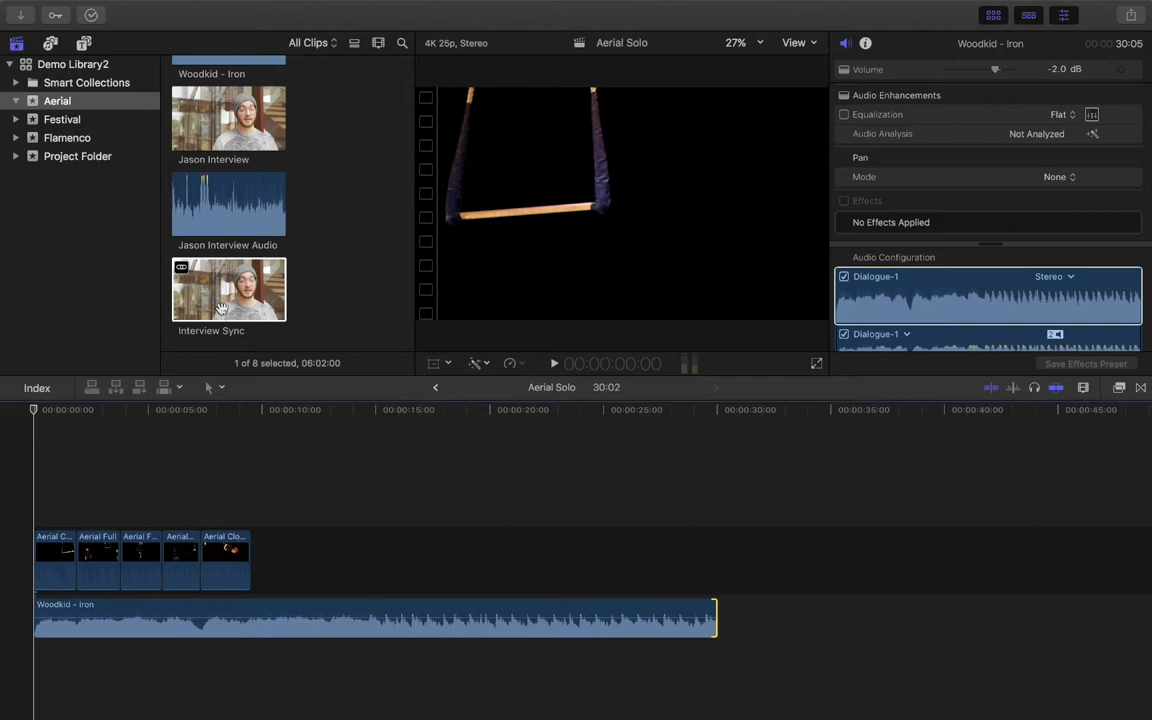 All Clips
4K 25p, Stereo
Aerial Solo
27%
View
Woodkid - Iron
00:00:30:05
Demo Library2
Smart Collections
Aerial
Festival
Flamenco
Project Folder
Woodkid - Iron
Jason Interview
Jason Interview Audio
Interview Sync
1 of 8 selected, 06:02:00
00:00:00:00
Volume
-2.0 dB
Audio Enhancements
Equalization
Flat
Audio Analysis
Not Analyzed
Pan
Mode
None
Effects
No Effects Applied
Audio Configuration
Dialogue-1
Stereo
Dialogue-1
2
Save Effects Preset
Index
Aerial Solo
30:02
00:00:00:00
00:00:05:00
00:00:10:00
00:00:15:00
00:00:20:00
00:00:25:00
00:00:30:00
00:00:35:00
00:00:40:00
00:00:45:00
Aerial C...
Aerial Full
Aerial F...
Aerial...
Aerial Clo...
Woodkid - Iron